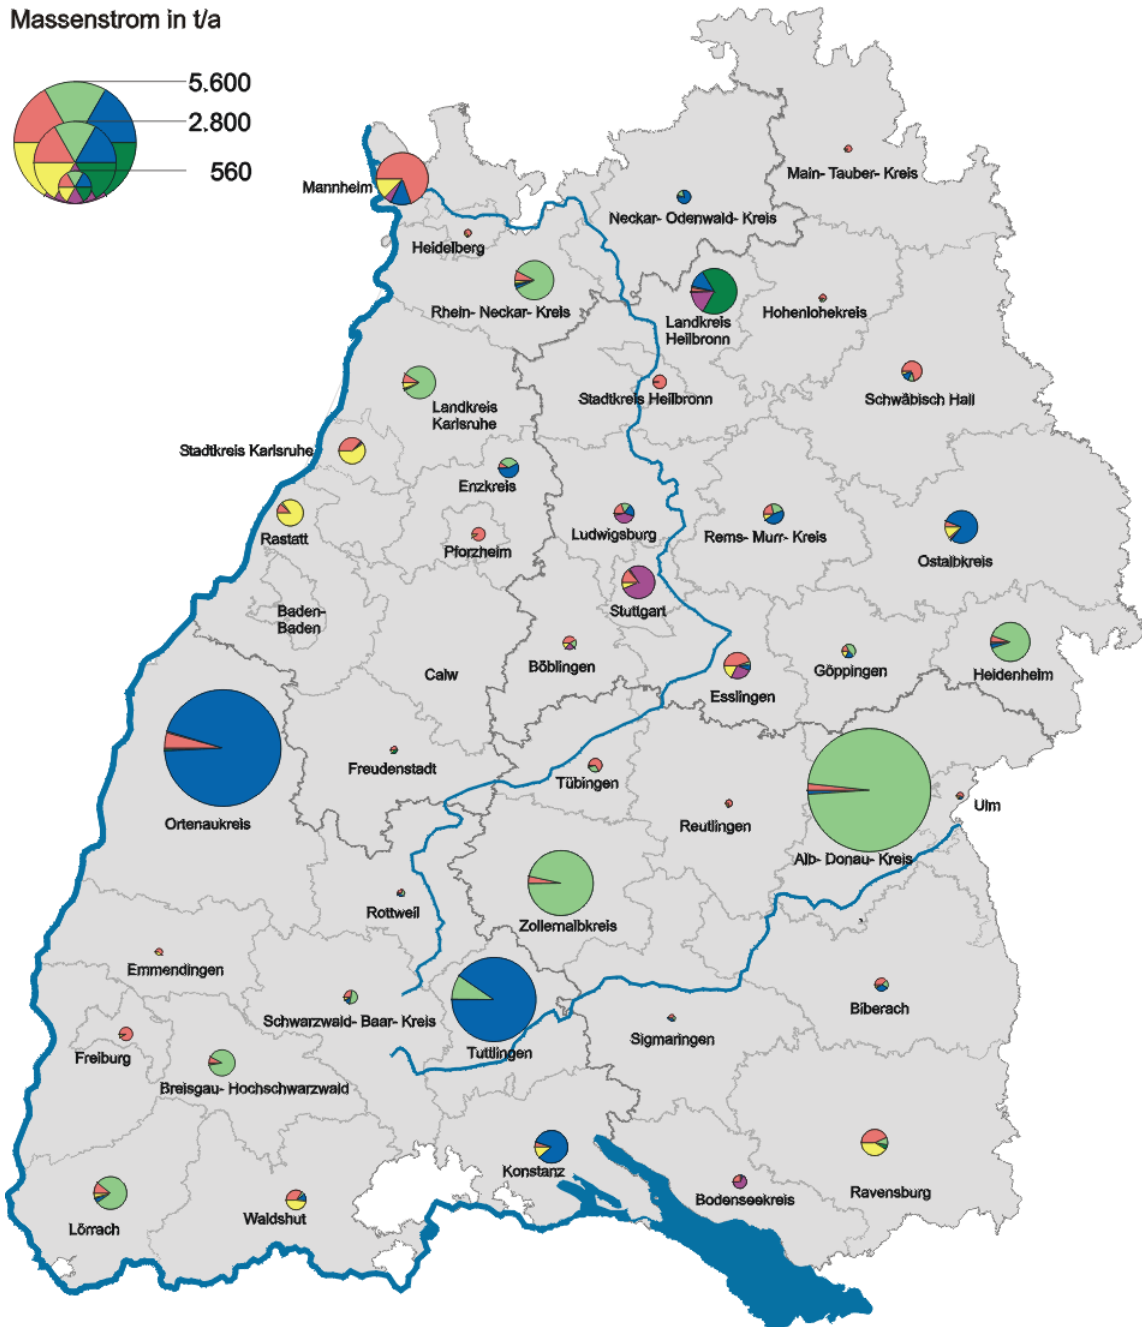 Massenstrom in t/a
5.600
2.800
560
Main- Tauber- Kreis
Mannheim
Neckar- Odenwald- Kreis
Heidelberg
Rhein- Neckar- Kreis
Landkreis
Heilbronn
Hohenlohekreis
Stadtkreis Heilbronn
Schwäbisch Hall
Landkreis
Karlsruhe
Stadtkreis Karlsruhe
Enzkreis
Rastatt
Pforzheim
Ludwigsburg
Rems- Murr- Kreis
Ostalbkreis
Baden-
Baden
Stuttgart
Calw
Böblingen
Esslingen
Göppingen
Heidenheim
Ortenaukreis
Freudenstadt
Tübingen
Reutlingen
Ulm
Alb- Donau- Kreis
Rottweil
Zollernalbkreis
Emmendingen
Schwarzwald- Baar- Kreis
Tuttlingen
Sigmaringen
Biberach
Freiburg
Breisgau- Hochschwarzwald
Konstanz
Bodenseekreis
Ravensburg
Lörrach
Waldshut